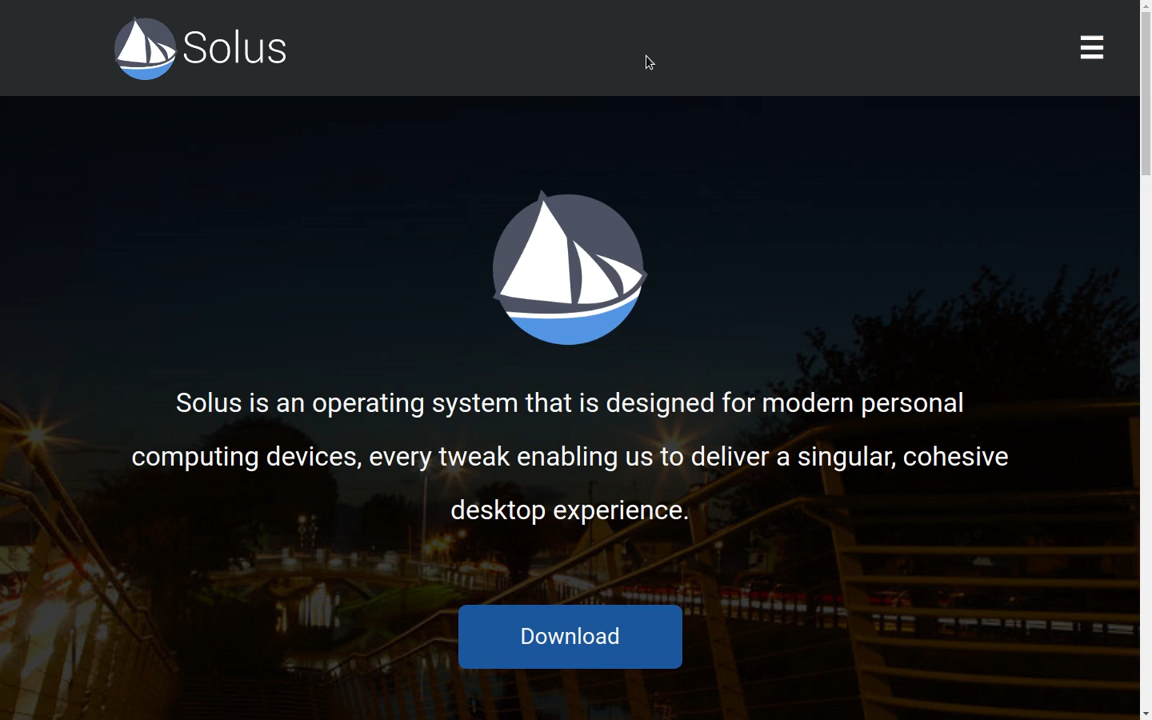 Solus
Solus is an operating system that is designed for modern personal
computing devices, every tweak enabling us to deliver a singular, cohesive
desktop experience.
Download